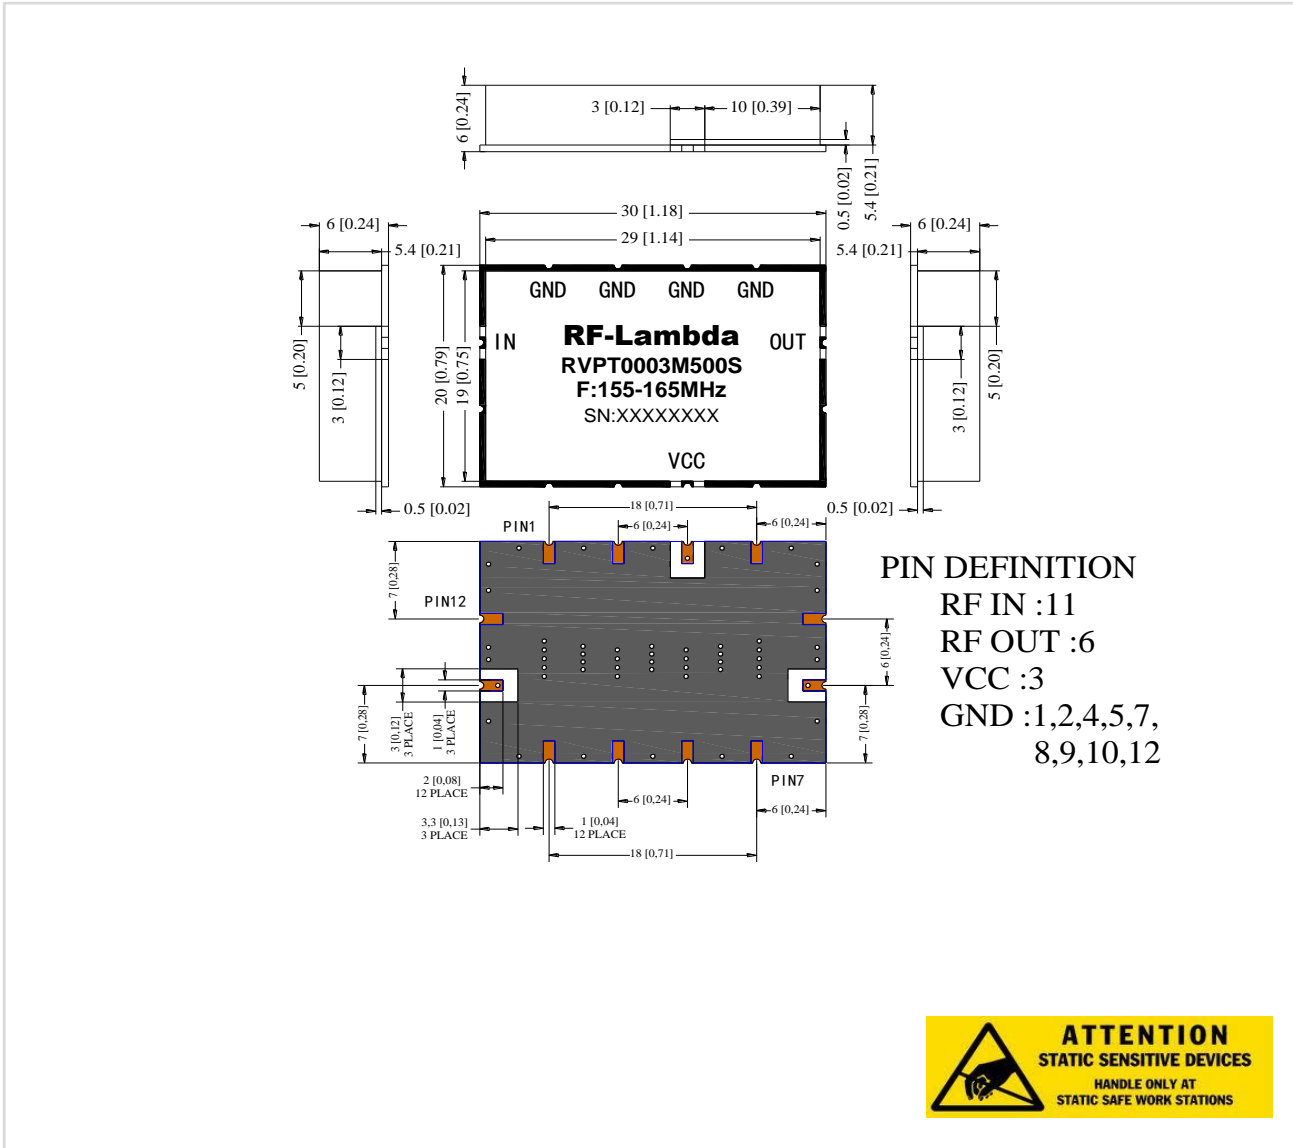 6 [0.24]
3 [0.12]
10 [0.39]
0.5 [0.02]
5.4 [0.21]
30 [1.18]
29 [1.14]
6 [0.24]
5.4 [0.21]
5 [0.20]
3 [0.12]
0.5 [0.02]
20 [0.79]
19 [0.75]
GND GND GND GND
IN
OUT
RF-Lambda
RVPT0003M500S
F:155-165MHz
SN:XXXXXXXX
VCC
6 [0.24]
5.4 [0.21]
5 [0.20]
3 [0.12]
0.5 [0.02]
18 [0,71]
6 [0,24]
6 [0,24]
PIN1
7 [0,28]
PIN12
7 [0,28]
3 [0,12]
3 PLACE
1 [0,04]
3 PLACE
6 [0,24]
7 [0,28]
2 [0,08]
12 PLACE
3,3 [0,13]
3 PLACE
1 [0,04]
12 PLACE
6 [0,24]
PIN7
6 [0,24]
18 [0,71]
PIN DEFINITION
RF IN :11
RF OUT :6
VCC :3
GND :1,2,4,5,7,
8,9,10,12
ATTENTION
STATIC SENSITIVE DEVICES
HANDLE ONLY AT
STATIC SAFE WORK STATIONS